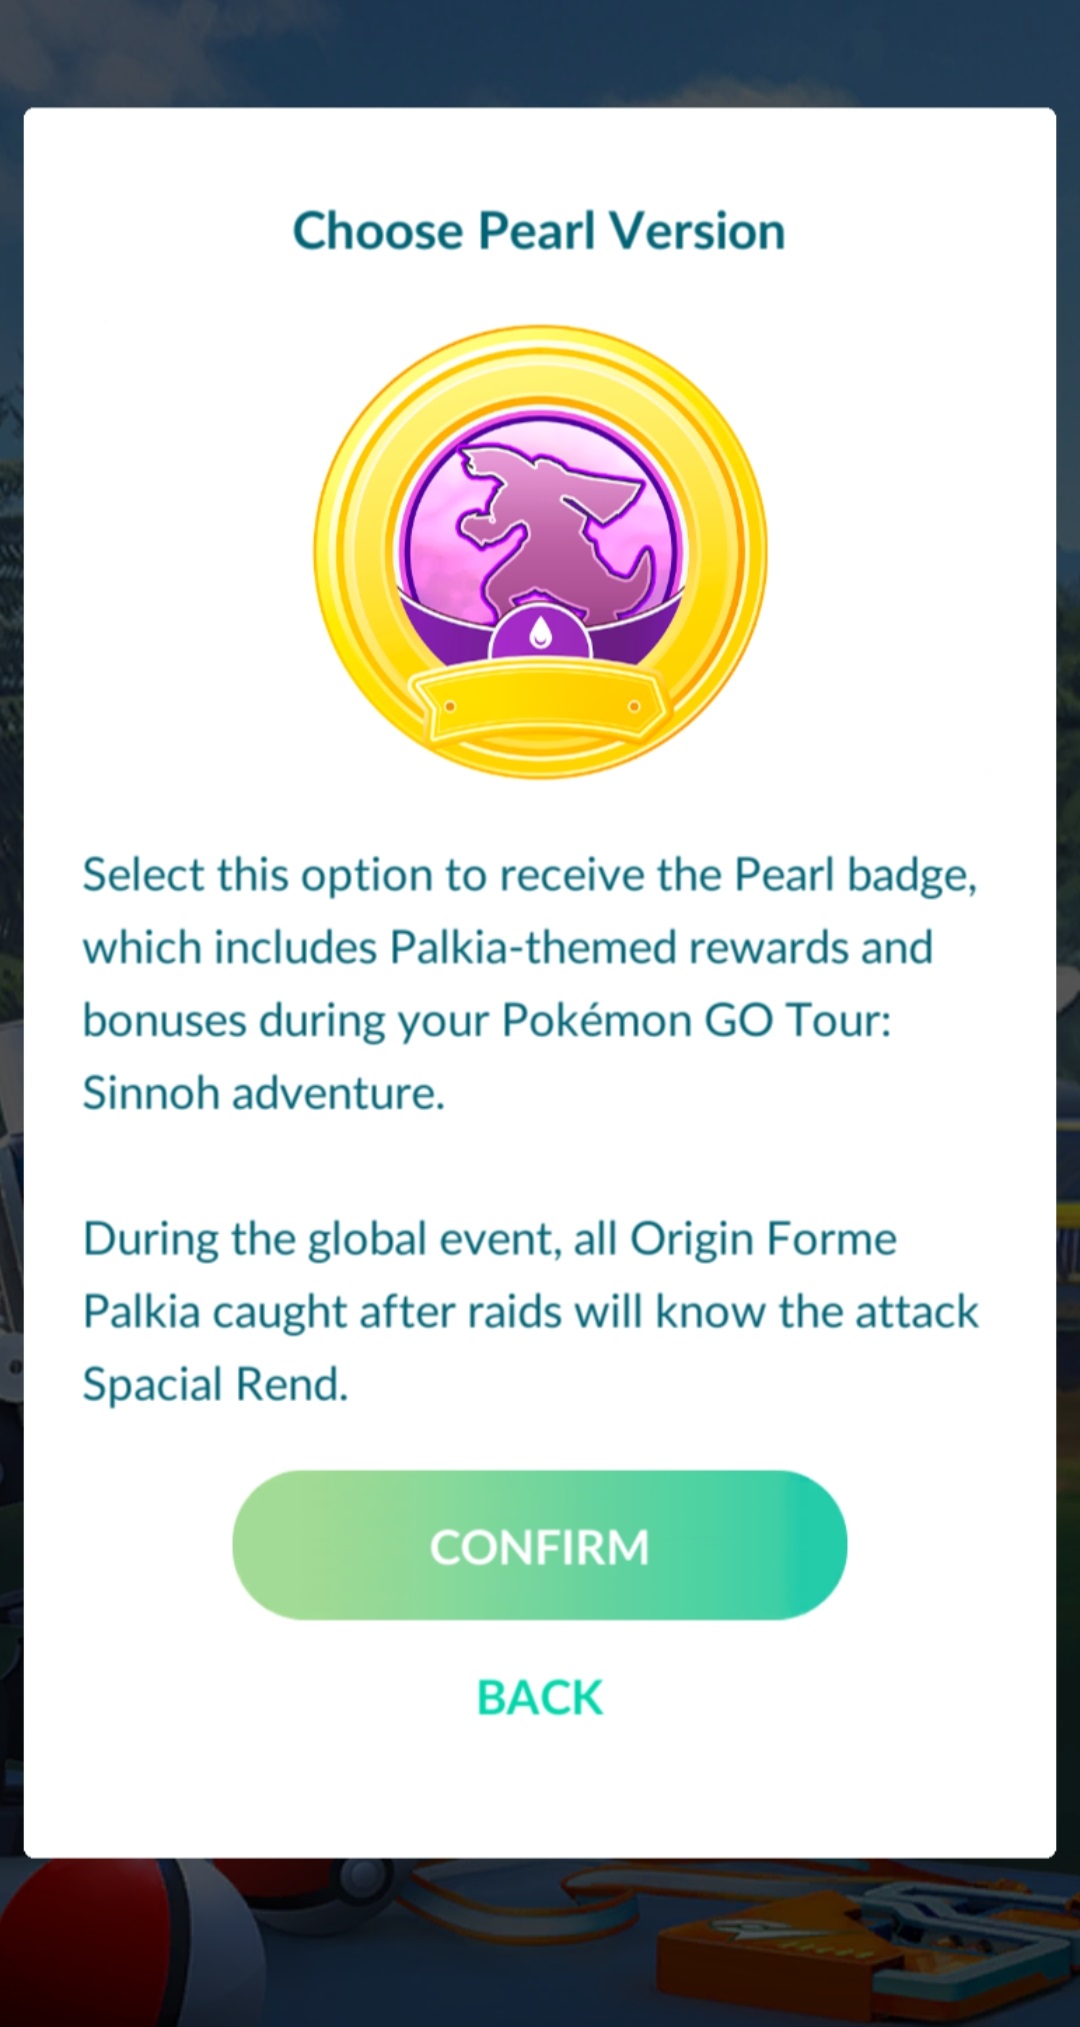 Choose Pearl Version
Select this option to receive the Pearl badge,
which includes Palkia-themed rewards and
bonuses during your Pokémon GO Tour:
Sinnoh adventure.
During the global event, all Origin Forme
Palkia caught after raids will know the attack
Spacial Rend.
CONFIRM
BACK